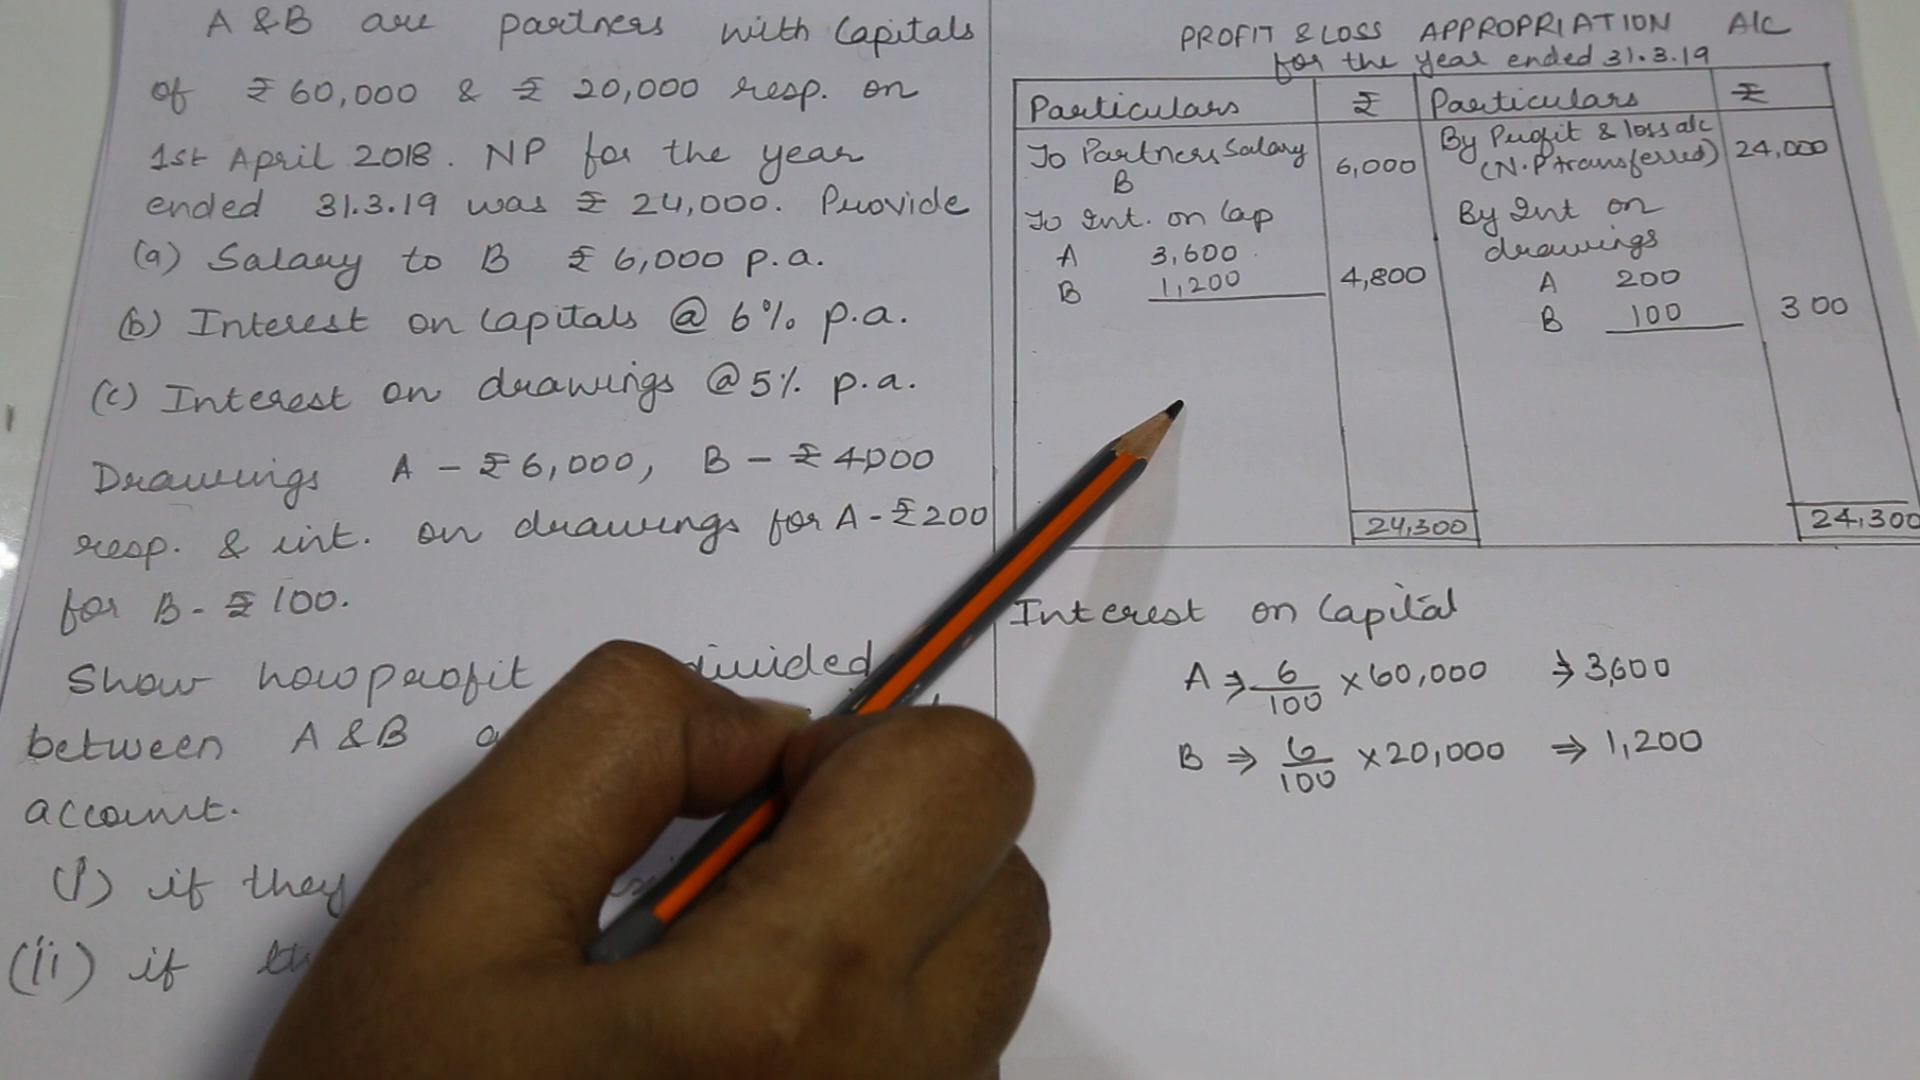 A & B are partners with Capitals
of ₹ 60,000 & ₹ 20,000 resp. on
1st April 2018. NP for the year
ended 31.3.19 was ₹ 24,000. Provide
(a) Salary to B ₹ 6,000 p.a.
(b) Interest on Capitals @ 6% p.a.
(c) Interest on drawings @ 5% p.a.
Drawings A - ₹ 6,000, B - ₹ 4000
resp. & int. on drawings for A - ₹ 200
for B - ₹ 100.
Show how profit divided
between A & B
account.
(i) if they
(ii) if
PROFIT & LOSS APPROPRIATION A/C
for the year ended 31.3.19
Particulars ₹ Particulars ₹
To Partners Salary 6,000 By Profit & loss a/c 24,000
B (N.P transferred)
To Int. on Cap By Int on
drawings
A 3,600 A 200
B 1,200 4,800 B 100 300
24,300 24,300
Interest on Capital
A ⇒ 6/100 × 60,000 ⇒ 3,600
B ⇒ 6/100 × 20,000 ⇒ 1,200